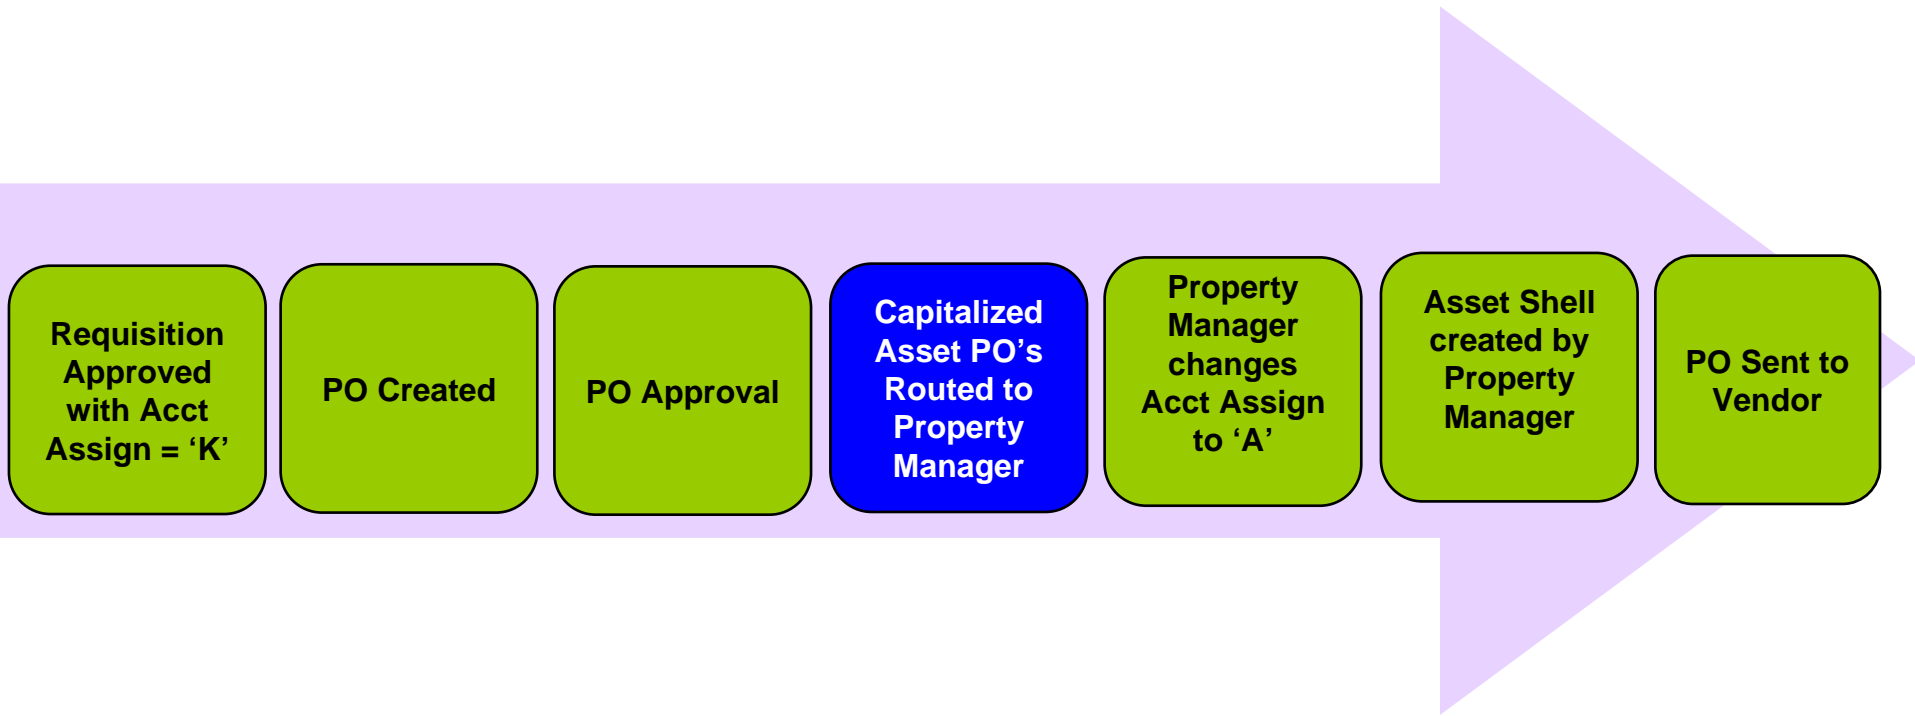 Requisition
Approved
with Acct
Assign = ‘K’
PO Created
PO Approval
Capitalized
Asset PO’s
Routed to
Property
Manager
Property
Manager
changes
Acct Assign
to ‘A’
Asset Shell
created by
Property
Manager
PO Sent to
Vendor